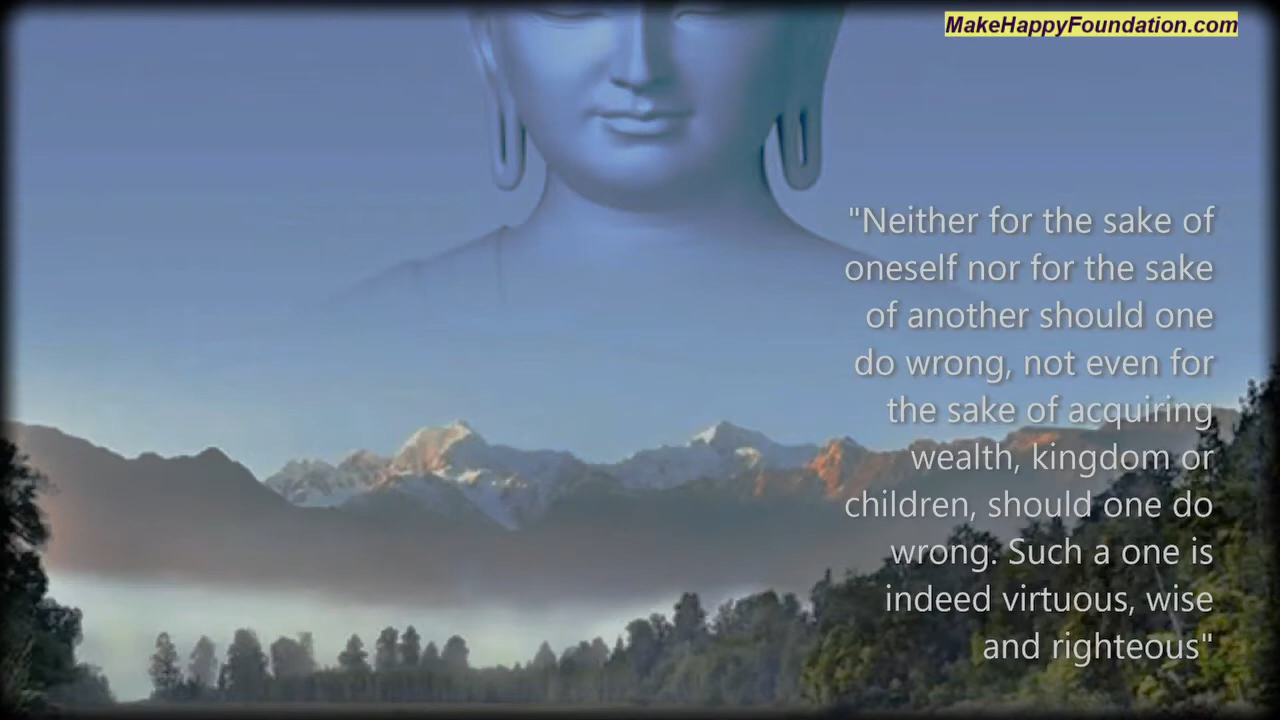 MakeHappyFoundation.com
"Neither for the sake of
oneself nor for the sake
of another should one
do wrong, not even for
the sake of acquiring
wealth, kingdom or
children, should one do
wrong. Such a one is
indeed virtuous, wise
and righteous"